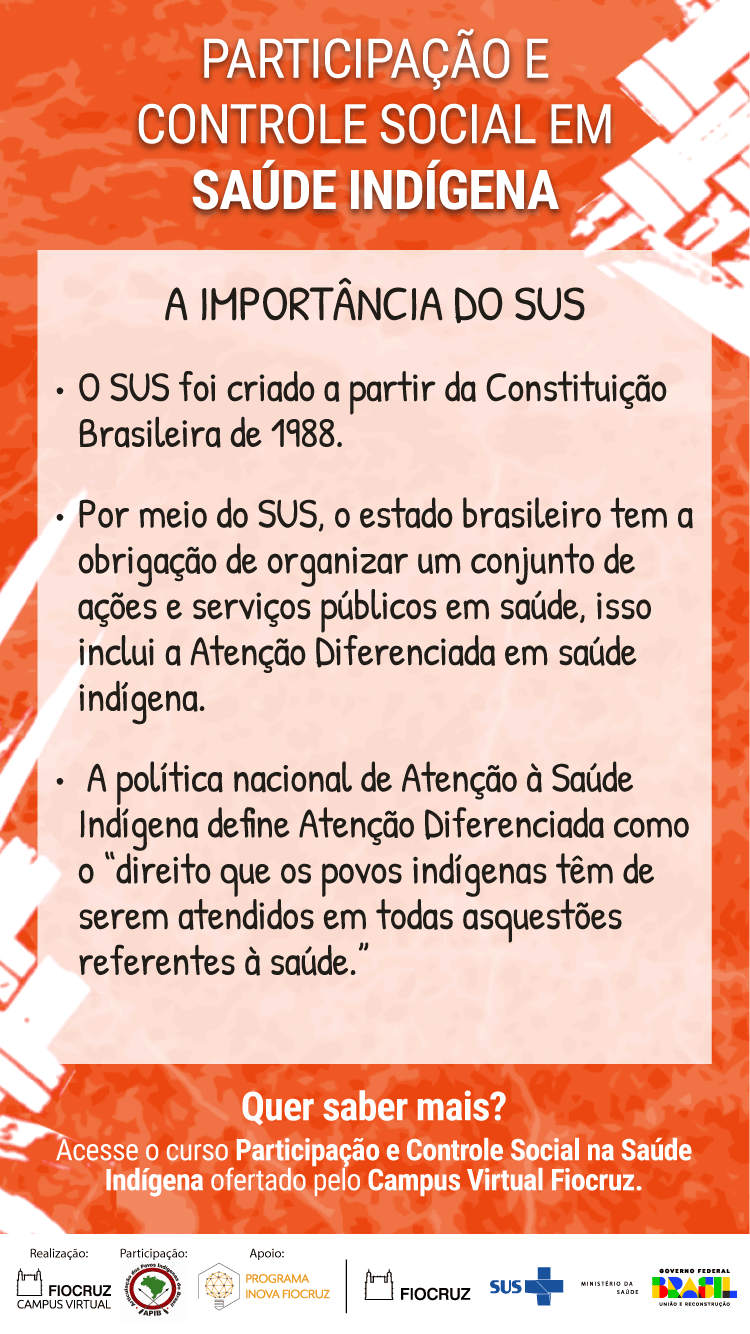 PARTICIPAÇÃO E
CONTROLE SOCIAL EM
SAÚDE INDÍGENA
A IMPORTÂNCIA DO SUS
• O SUS foi criado a partir da Constituição
Brasileira de 1988.
• Por meio do SUS, o estado brasileiro tem a
obrigação de organizar um conjunto de
ações e serviços públicos em saúde, isso
inclui a Atenção Diferenciada em saúde
indígena.
• A política nacional de Atenção à Saúde
Indígena define Atenção Diferenciada como
o “direito que os povos indígenas têm de
serem atendidos em todas asquestões
referentes à saúde.”
Quer saber mais?
Acesse o curso Participação e Controle Social na Saúde
Indígena ofertado pelo Campus Virtual Fiocruz.
Realização:
FIOCRUZ
CAMPUS VIRTUAL
Participação:
Articulação dos Povos Indígenas do Brasil
APIB
Apoio:
PROGRAMA
INOVA FIOCRUZ
FIOCRUZ
SUS
MINISTÉRIO DA
SAÚDE
GOVERNO FEDERAL
BRASIL
UNIÃO E RECONSTRUÇÃO